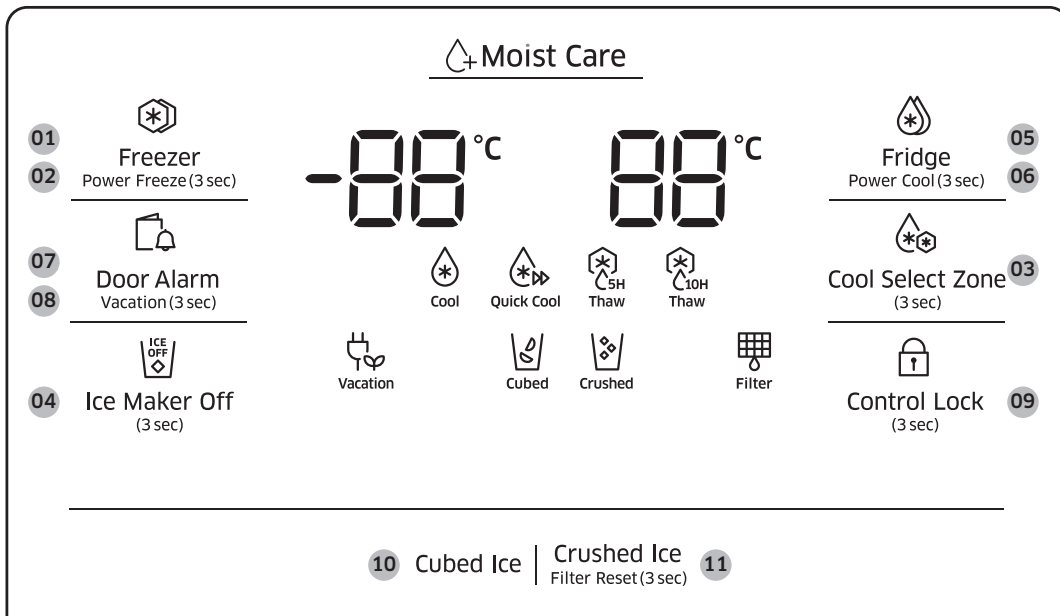 Moist Care
01
Freezer
02
Power Freeze (3 sec)
-88 °C
88 °C
Fridge
05
Power Cool (3 sec)
06
07
Door Alarm
08
Vacation (3 sec)
Cool
Quick Cool
5H
Thaw
10H
Thaw
Cool Select Zone
03
(3 sec)
ICE
OFF
04
Ice Maker Off
(3 sec)
Vacation
Cubed
Crushed
Filter
Control Lock
09
(3 sec)
10 Cubed Ice
Crushed Ice
Filter Reset (3 sec)
11